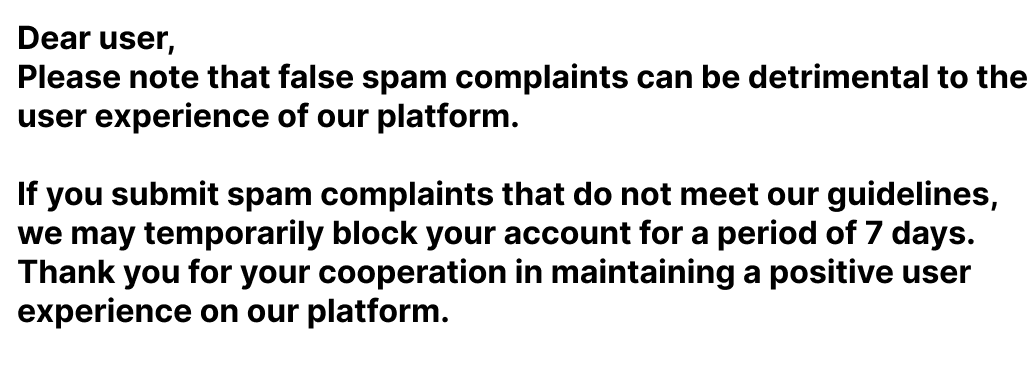 Dear user,
Please note that false spam complaints can be detrimental to the
user experience of our platform.
If you submit spam complaints that do not meet our guidelines,
we may temporarily block your account for a period of 7 days.
Thank you for your cooperation in maintaining a positive user
experience on our platform.